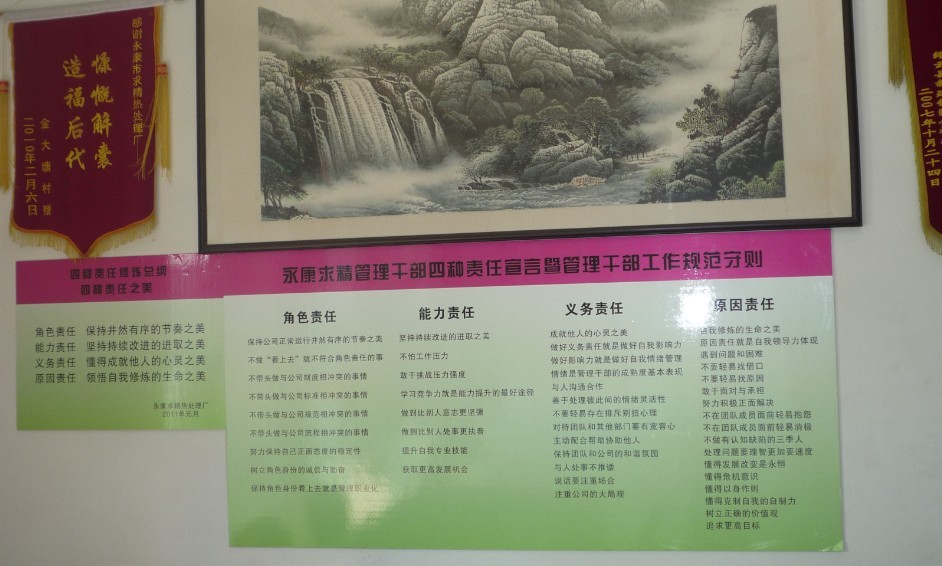 感谢永康市求精热处理厂
慷慨解囊
造福后代
金大塘村赠
二〇一〇年二月六日
二〇〇七年十月二十四日
四种责任修炼总纲
四种责任之美
角色责任 保持井然有序的节奏之美
能力责任 坚持持续改进的进取之美
义务责任 懂得成就他人的心灵之美
原因责任 领悟自我修炼的生命之美
永康求精热处理厂
2011年元月
永康求精管理干部四种责任宣言暨管理干部工作规范守则
角色责任
保持公司正常运行井然有序的节奏之美
不做“看上去”就不符合角色责任的事
不带头做与公司制度相冲突的事情
不带头做与公司标准相冲突的事情
不带头做与公司规范相冲突的事情
不带头做与公司流程相冲突的事情
努力保持自己正面态度的稳定性
树立角色身份的诚信与勤奋
保持角色身份看上去就是管理职业化
能力责任
坚持持续改进的进取之美
不怕工作压力
敢于挑战压力强度
学习竞争力就是能力提升的最好途径
做到比别人意志更坚强
做到比别人处事更执着
提升自我专业技能
获取更高发展机会
义务责任
成就他人的心灵之美
做好义务责任就是做好自我影响力
做好影响力就是做好自我情绪管理
情绪是管理干部的成熟度基本表现
与人沟通合作
善于处理彼此间的情绪灵活性
不要轻易存在排斥别扭心理
对待团队和其他部门要有宽容心
主动配合帮助协助他人
保持团队和公司的和谐氛围
与人处事不推诿
说话要注重场合
注重公司的大局观
原因责任
自我修炼的生命之美
原因责任就是自我领导力体现
遇到问题和困难
不要轻易找借口
不要轻易找原因
敢于面对与承担
努力积极正面解决
不在团队成员面前轻易抱怨
不在团队成员面前轻易消极
不做有认知缺陷的三季人
处理问题要理智更加要速度
懂得发展改变是永恒
懂得危机意识
懂得以身作则
懂得克制自我的自制力
树立正确的价值观
追求更高目标